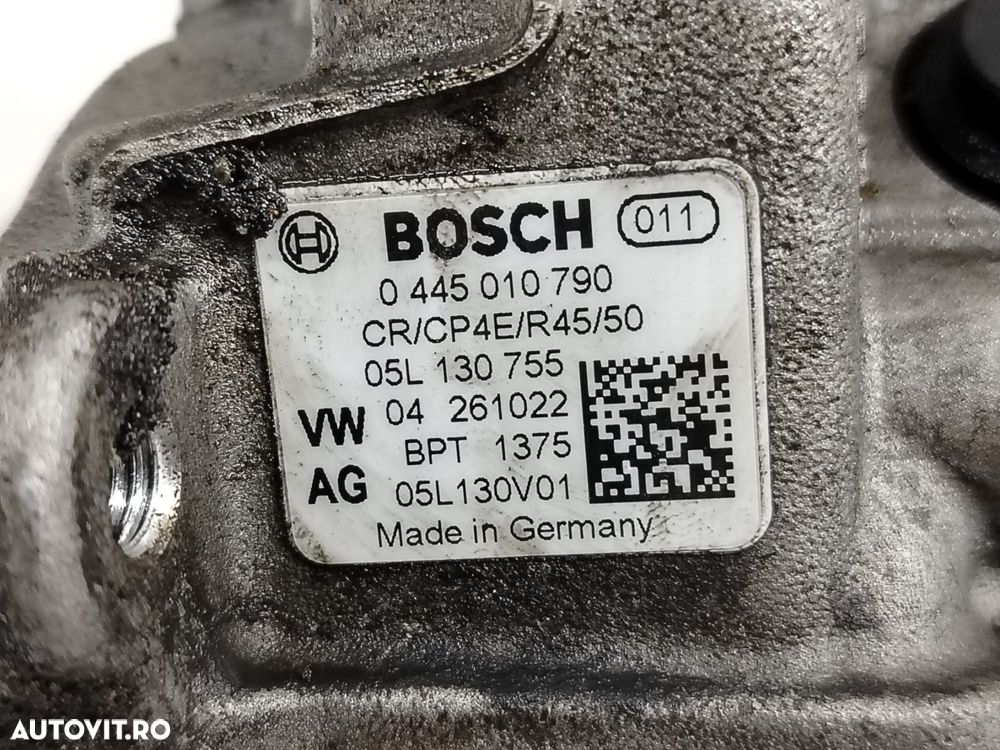 BOSCH 011
0 445 010 790
CR/CP4E/R45/50
05L 130 755
VW 04 261022
BPT 1375
AG 05L130V01
Made in Germany
AUTOVIT.RO